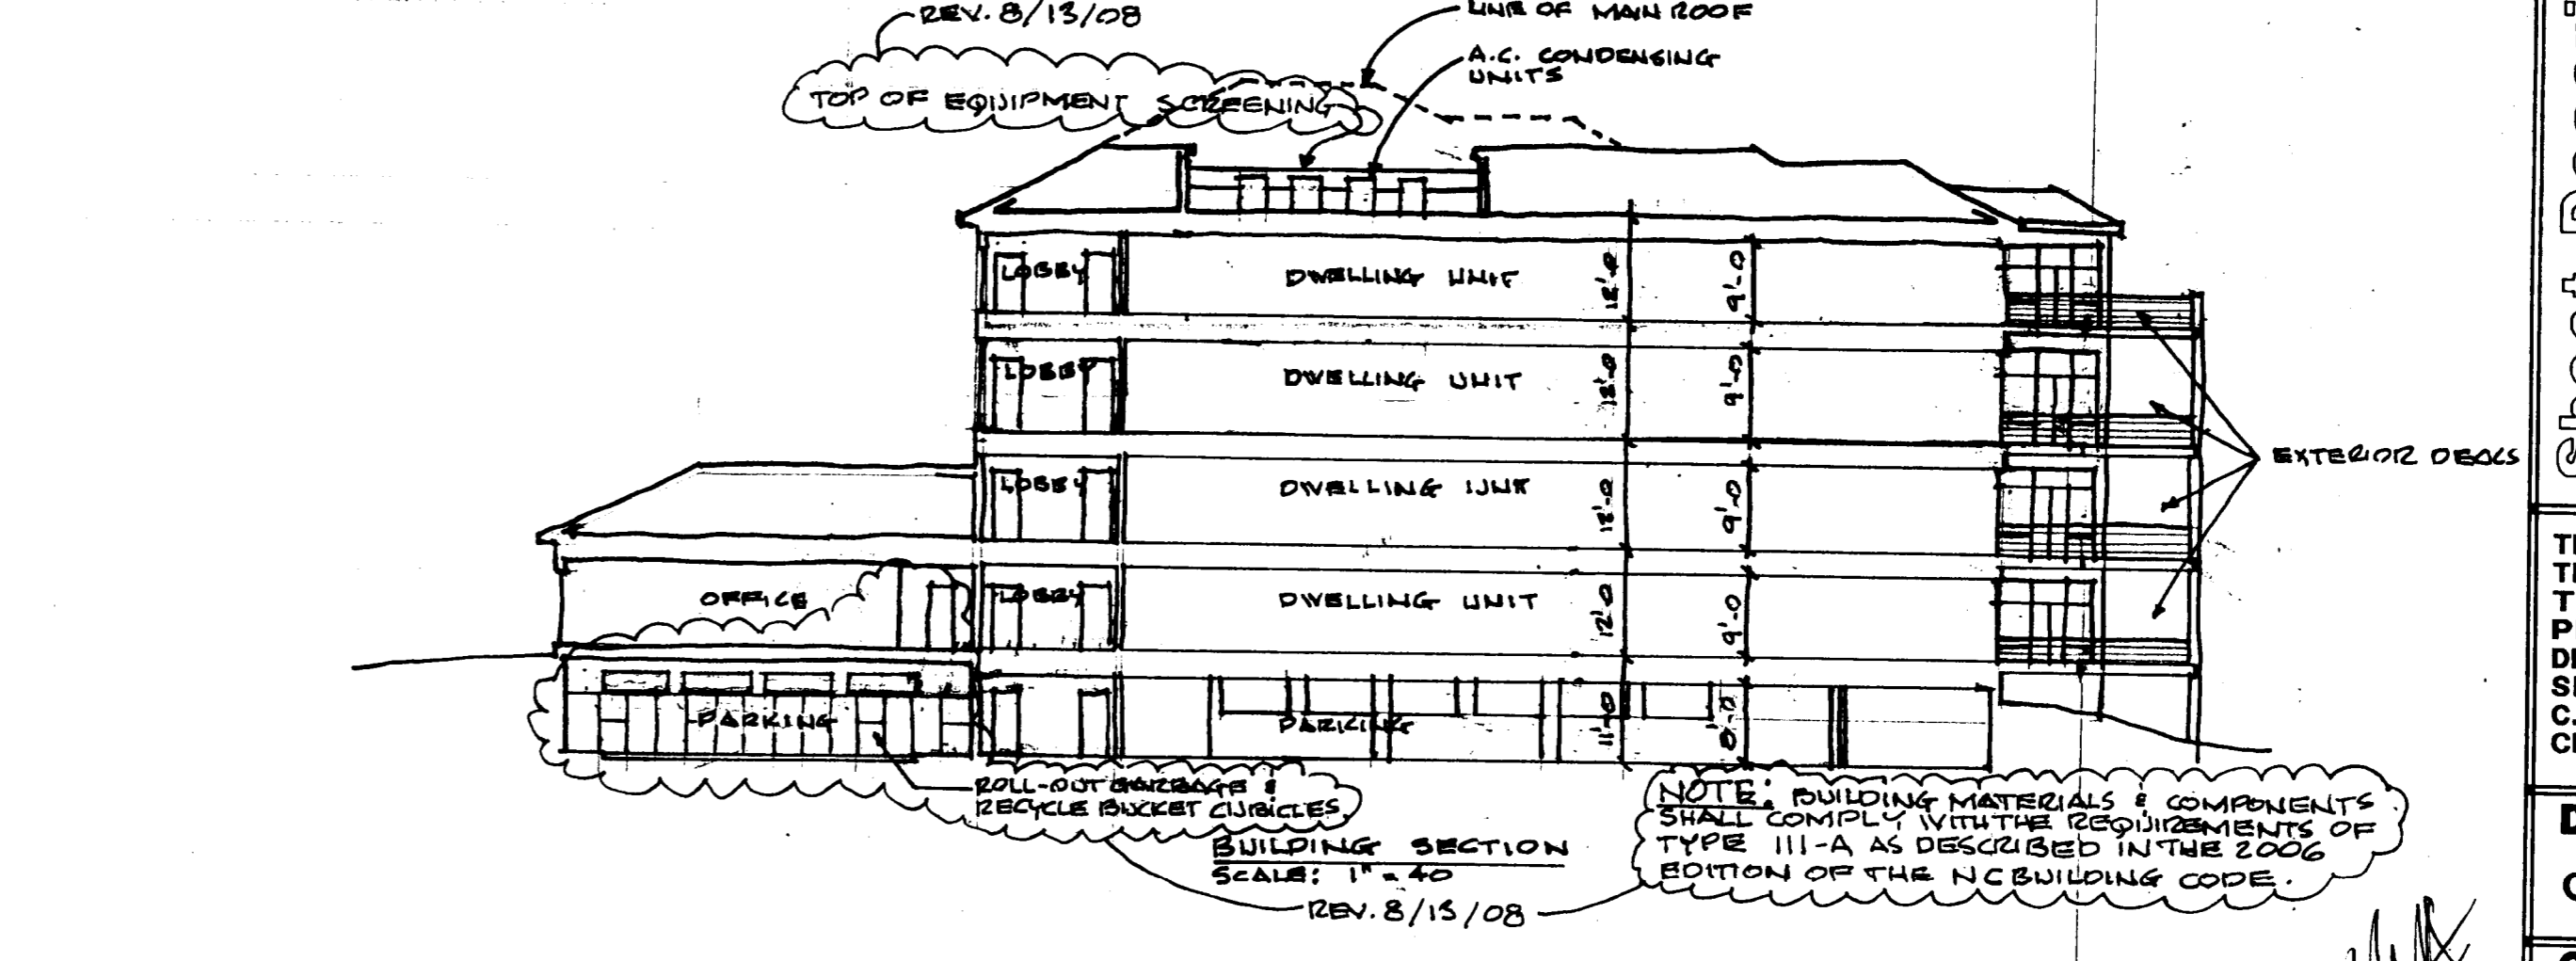 REV. 8/13/08
LINE OF MAIN ROOF
A.C. CONDENSING
UNITS
TOP OF EQUIPMENT SCREENING
LOBBY
DWELLING UNIT
12'-0
9'-0
LOBBY
DWELLING UNIT
12'-0
9'-0
EXTERIOR DECKS
LOBBY
DWELLING UNIT
12'-0
9'-0
OFFICE
LOBBY
DWELLING UNIT
12'-0
9'-0
PARKING
PARKING
11'-0
8'-0
ROLL-OUT GARBAGE &
RECYCLE BUCKET CUBICLES.
NOTE: BUILDING MATERIALS & COMPONENTS
SHALL COMPLY WITH THE REQUIREMENTS OF
TYPE III-A AS DESCRIBED IN THE 2006
EDITION OF THE NC BUILDING CODE.
BUILDING SECTION
SCALE: 1" = 40
REV. 8/13/08